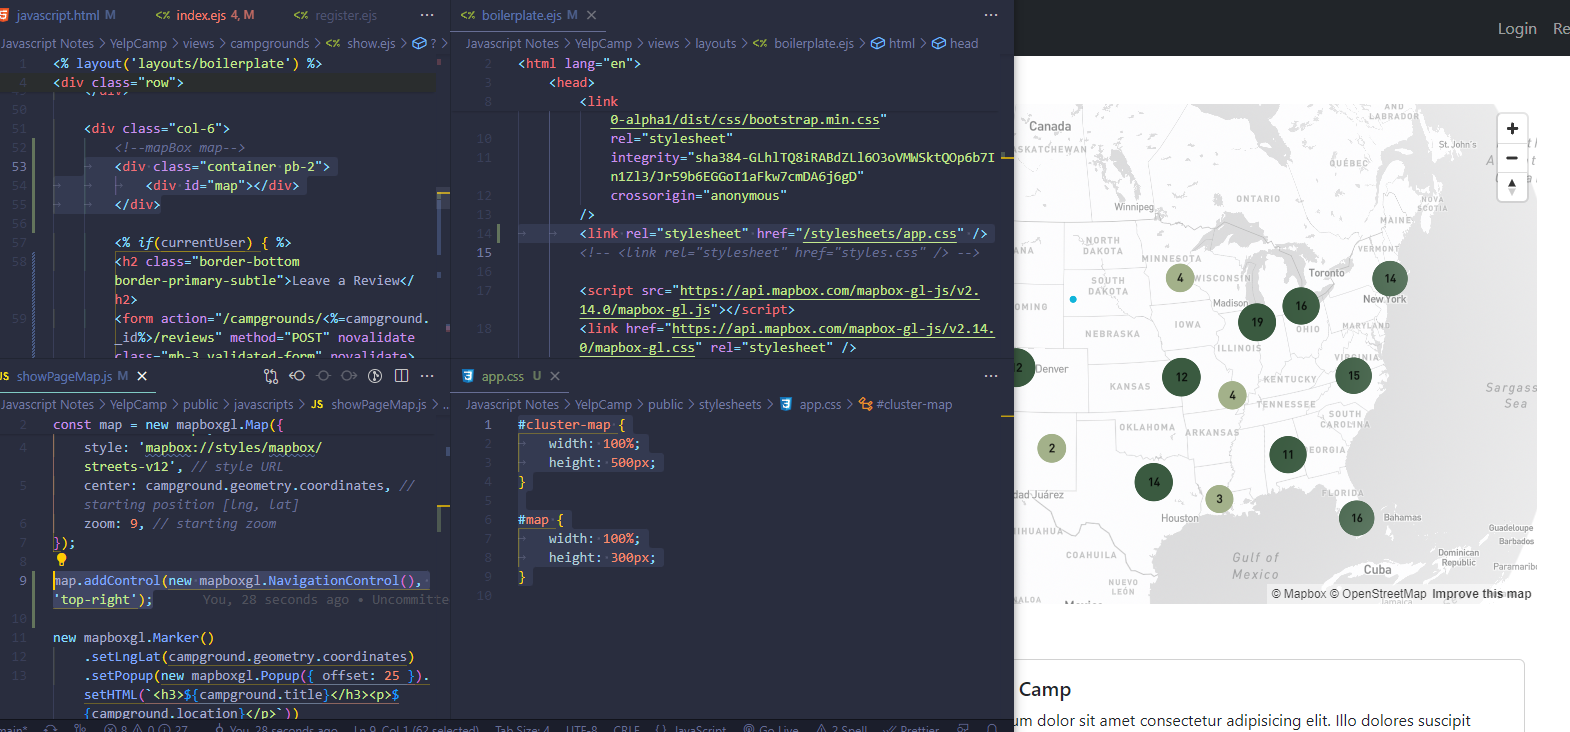 javascript.html M
index.ejs 4, M
register.ejs
Javascript Notes > YelpCamp > views > campgrounds > show.ejs > ? >
1 <% layout('layouts/boilerplate') %>
4 <div class="row">
50
51 <div class="col-6">
52 <!--mapBox map-->
53 <div class="container pb-2">
54 <div id="map"></div>
55 </div>
56
57 <% if(currentUser) { %>
58 <h2 class="border-bottom
border-primary-subtle">Leave a Review</
h2>
59 <form action="/campgrounds/<%=campground.
_id%>/reviews" method="POST" novalidate
class="mb-3 validated-form" novalidate>
boilerplate.ejs M
Javascript Notes > YelpCamp > views > layouts > boilerplate.ejs > html > head
2 <html lang="en">
3 <head>
8 <link
0-alpha1/dist/css/bootstrap.min.css"
10 rel="stylesheet"
11 integrity="sha384-GLhlTQ8iRABdZLl6O3oVMWSktQOp6b7I
n1Zl3/Jr59b6EGGoI1aFkw7cmDA6j6gD"
12 crossorigin="anonymous"
13 />
14 <link rel="stylesheet" href="/stylesheets/app.css" />
15 <!-- <link rel="stylesheet" href="styles.css" /> -->
16
17 <script src="https://api.mapbox.com/mapbox-gl-js/v2.
14.0/mapbox-gl.js"></script>
18 <link href="https://api.mapbox.com/mapbox-gl-js/v2.14.
0/mapbox-gl.css" rel="stylesheet" />
JS showPageMap.js M
Javascript Notes > YelpCamp > public > javascripts > JS showPageMap.js > ...
2 const map = new mapboxgl.Map({
4 style: 'mapbox://styles/mapbox/
streets-v12', // style URL
5 center: campground.geometry.coordinates, //
starting position [lng, lat]
6 zoom: 9, // starting zoom
7 });
8
9 map.addControl(new mapboxgl.NavigationControl(),
'top-right'); You, 28 seconds ago • Uncommitte
10
11 new mapboxgl.Marker()
12 .setLngLat(campground.geometry.coordinates)
13 .setPopup(new mapboxgl.Popup({ offset: 25 }).
setHTML(`<h3>${campground.title}</h3><p>$
{campground.location}</p>`))
app.css U
Javascript Notes > YelpCamp > public > stylesheets > app.css > #cluster-map
1 #cluster-map {
2 width: 100%;
3 height: 500px;
4 }
5
6 #map {
7 width: 100%;
8 height: 300px;
9 }
10
main* 8 0 27 You, 28 seconds ago Ln 9, Col 1 (62 selected) Tab Size: 4 UTF-8 CRLF {} JavaScript Go Live 2 Spell Prettier
Login Re
AND
LABRADOR
Canada
St. John's
SASKATCHEWAN
QUÉBEC
ONTARIO
Winnipeg
NOVA
SCOTIA
MAINE
NORTH
DAKOTA
VERMONT
MINNESOTA
4
WISCONSIN
Toronto
14
SOUTH
DAKOTA
New York
OMING
Madison
16
19
IOWA
OHIO
MARYLAND
NEBRASKA
ILLINOIS
VIRGINIA
2
Denver
12
15
KANSAS
KENTUCKY
4
Sargass
Sea
TENNESSEE
SOUTH
CAROLINA
OKLAHOMA
ARKANSAS
2
11
GEORGIA
14
3
dad Juárez
FLORIDA
Houston
16
Bahamas
HIHUAHUA
Guadeloupe
Barbados
COAHUILA
Gulf of
Mexico
Dominican
Republic
Cuba
Paramaribo
NUEVO
LEÓN
© Mapbox © OpenStreetMap Improve this map
Camp
um dolor sit amet consectetur adipisicing elit. Illo dolores suscipit